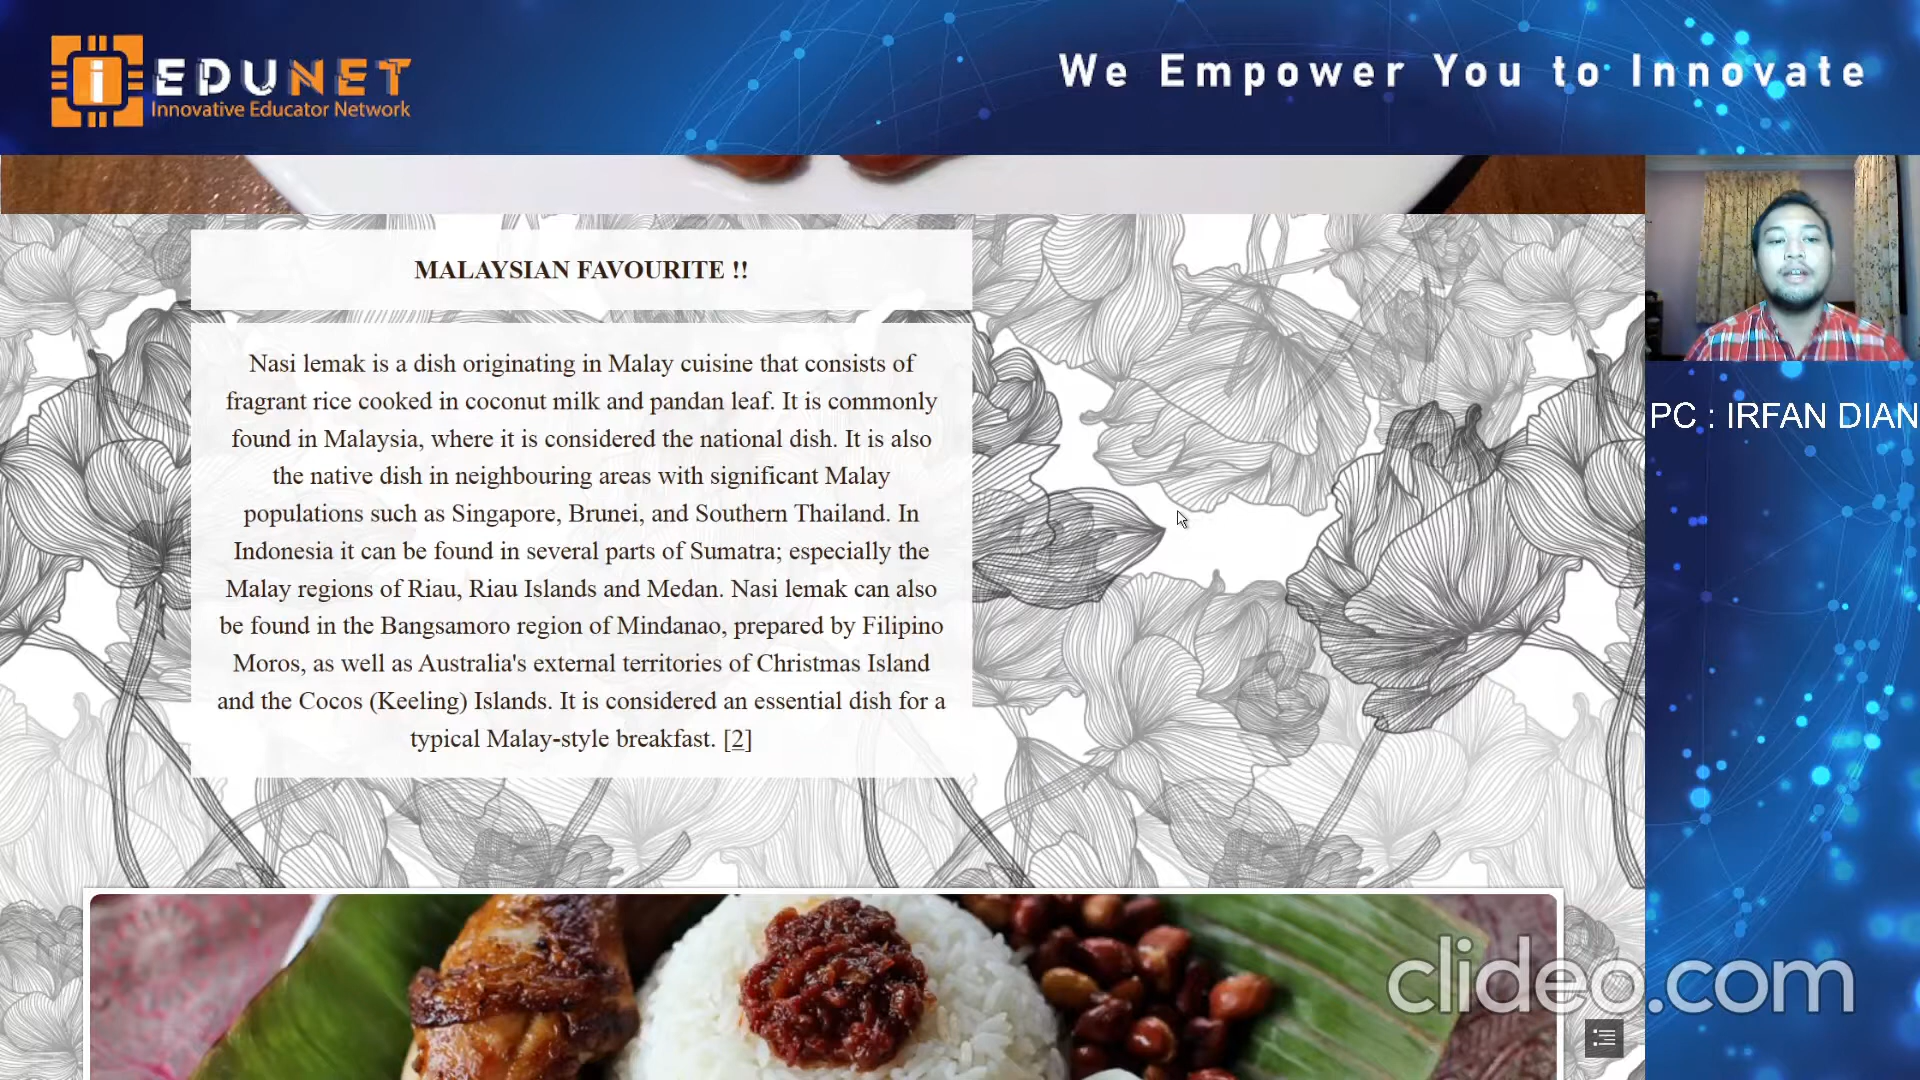 i EDUNET
Innovative Educator Network
We Empower You to Innovate
MALAYSIAN FAVOURITE !!
Nasi lemak is a dish originating in Malay cuisine that consists of
fragrant rice cooked in coconut milk and pandan leaf. It is commonly
found in Malaysia, where it is considered the national dish. It is also
the native dish in neighbouring areas with significant Malay
populations such as Singapore, Brunei, and Southern Thailand. In
Indonesia it can be found in several parts of Sumatra; especially the
Malay regions of Riau, Riau Islands and Medan. Nasi lemak can also
be found in the Bangsamoro region of Mindanao, prepared by Filipino
Moros, as well as Australia's external territories of Christmas Island
and the Cocos (Keeling) Islands. It is considered an essential dish for a
typical Malay-style breakfast. [2]
PC : IRFAN DIAN
clideo.com